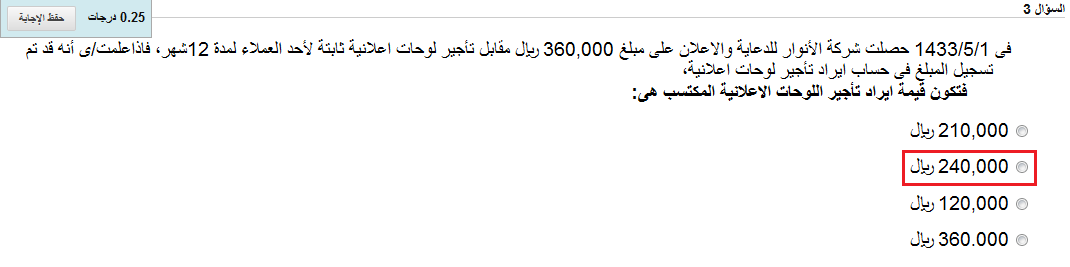 السؤال 3
0.25 درجات
حفظ الإجابة
فى 1433/5/1 حصلت شركة الأنوار للدعاية والاعلان على مبلغ 360,000 ريال مقابل تأجير لوحات اعلانية ثابتة لأحد العملاء لمدة 12شهر، فاذاعلمت/ى أنه قد تم
تسجيل المبلغ فى حساب ايراد تأجير لوحات اعلانية،
فتكون قيمة ايراد تأجير اللوحات الاعلانية المكتسب هى:
210,000 ريال
240,000 ريال
120,000 ريال
360.000 ريال